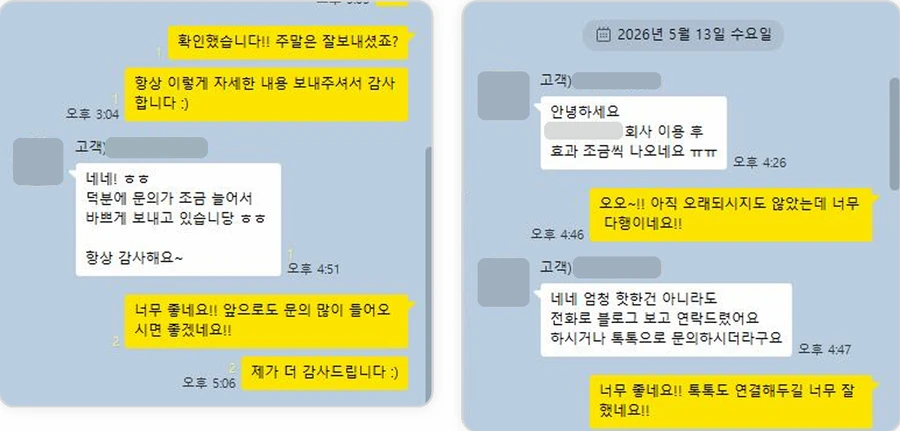 확인했습니다!! 주말은 잘보내셨죠?
1
항상 이렇게 자세한 내용 보내주셔서 감사
합니다 :)
1
오후 3:04
고객)
네네! ㅎㅎ
덕분에 문의가 조금 늘어서
바쁘게 보내고 있습니당 ㅎㅎ
항상 감사해요~
1
오후 4:51
너무 좋네요!! 앞으로도 문의 많이 들어오
시면 좋겠네요!!
2
제가 더 감사드립니다 :)
2
오후 5:06
2026년 5월 13일 수요일
고객)
안녕하세요
회사 이용 후
효과 조금씩 나오네요 ㅠㅠ
오후 4:26
오오~!! 아직 오래되시지도 않았는데 너무
다행이네요!!
오후 4:46
고객)
네네 엄청 핫한건 아니라도
전화로 블로그 보고 연락드렸어요
하시거나 톡톡으로 문의하시더라구요
오후 4:47
너무 좋네요!! 톡톡도 연결해두길 너무 잘
했네요!!